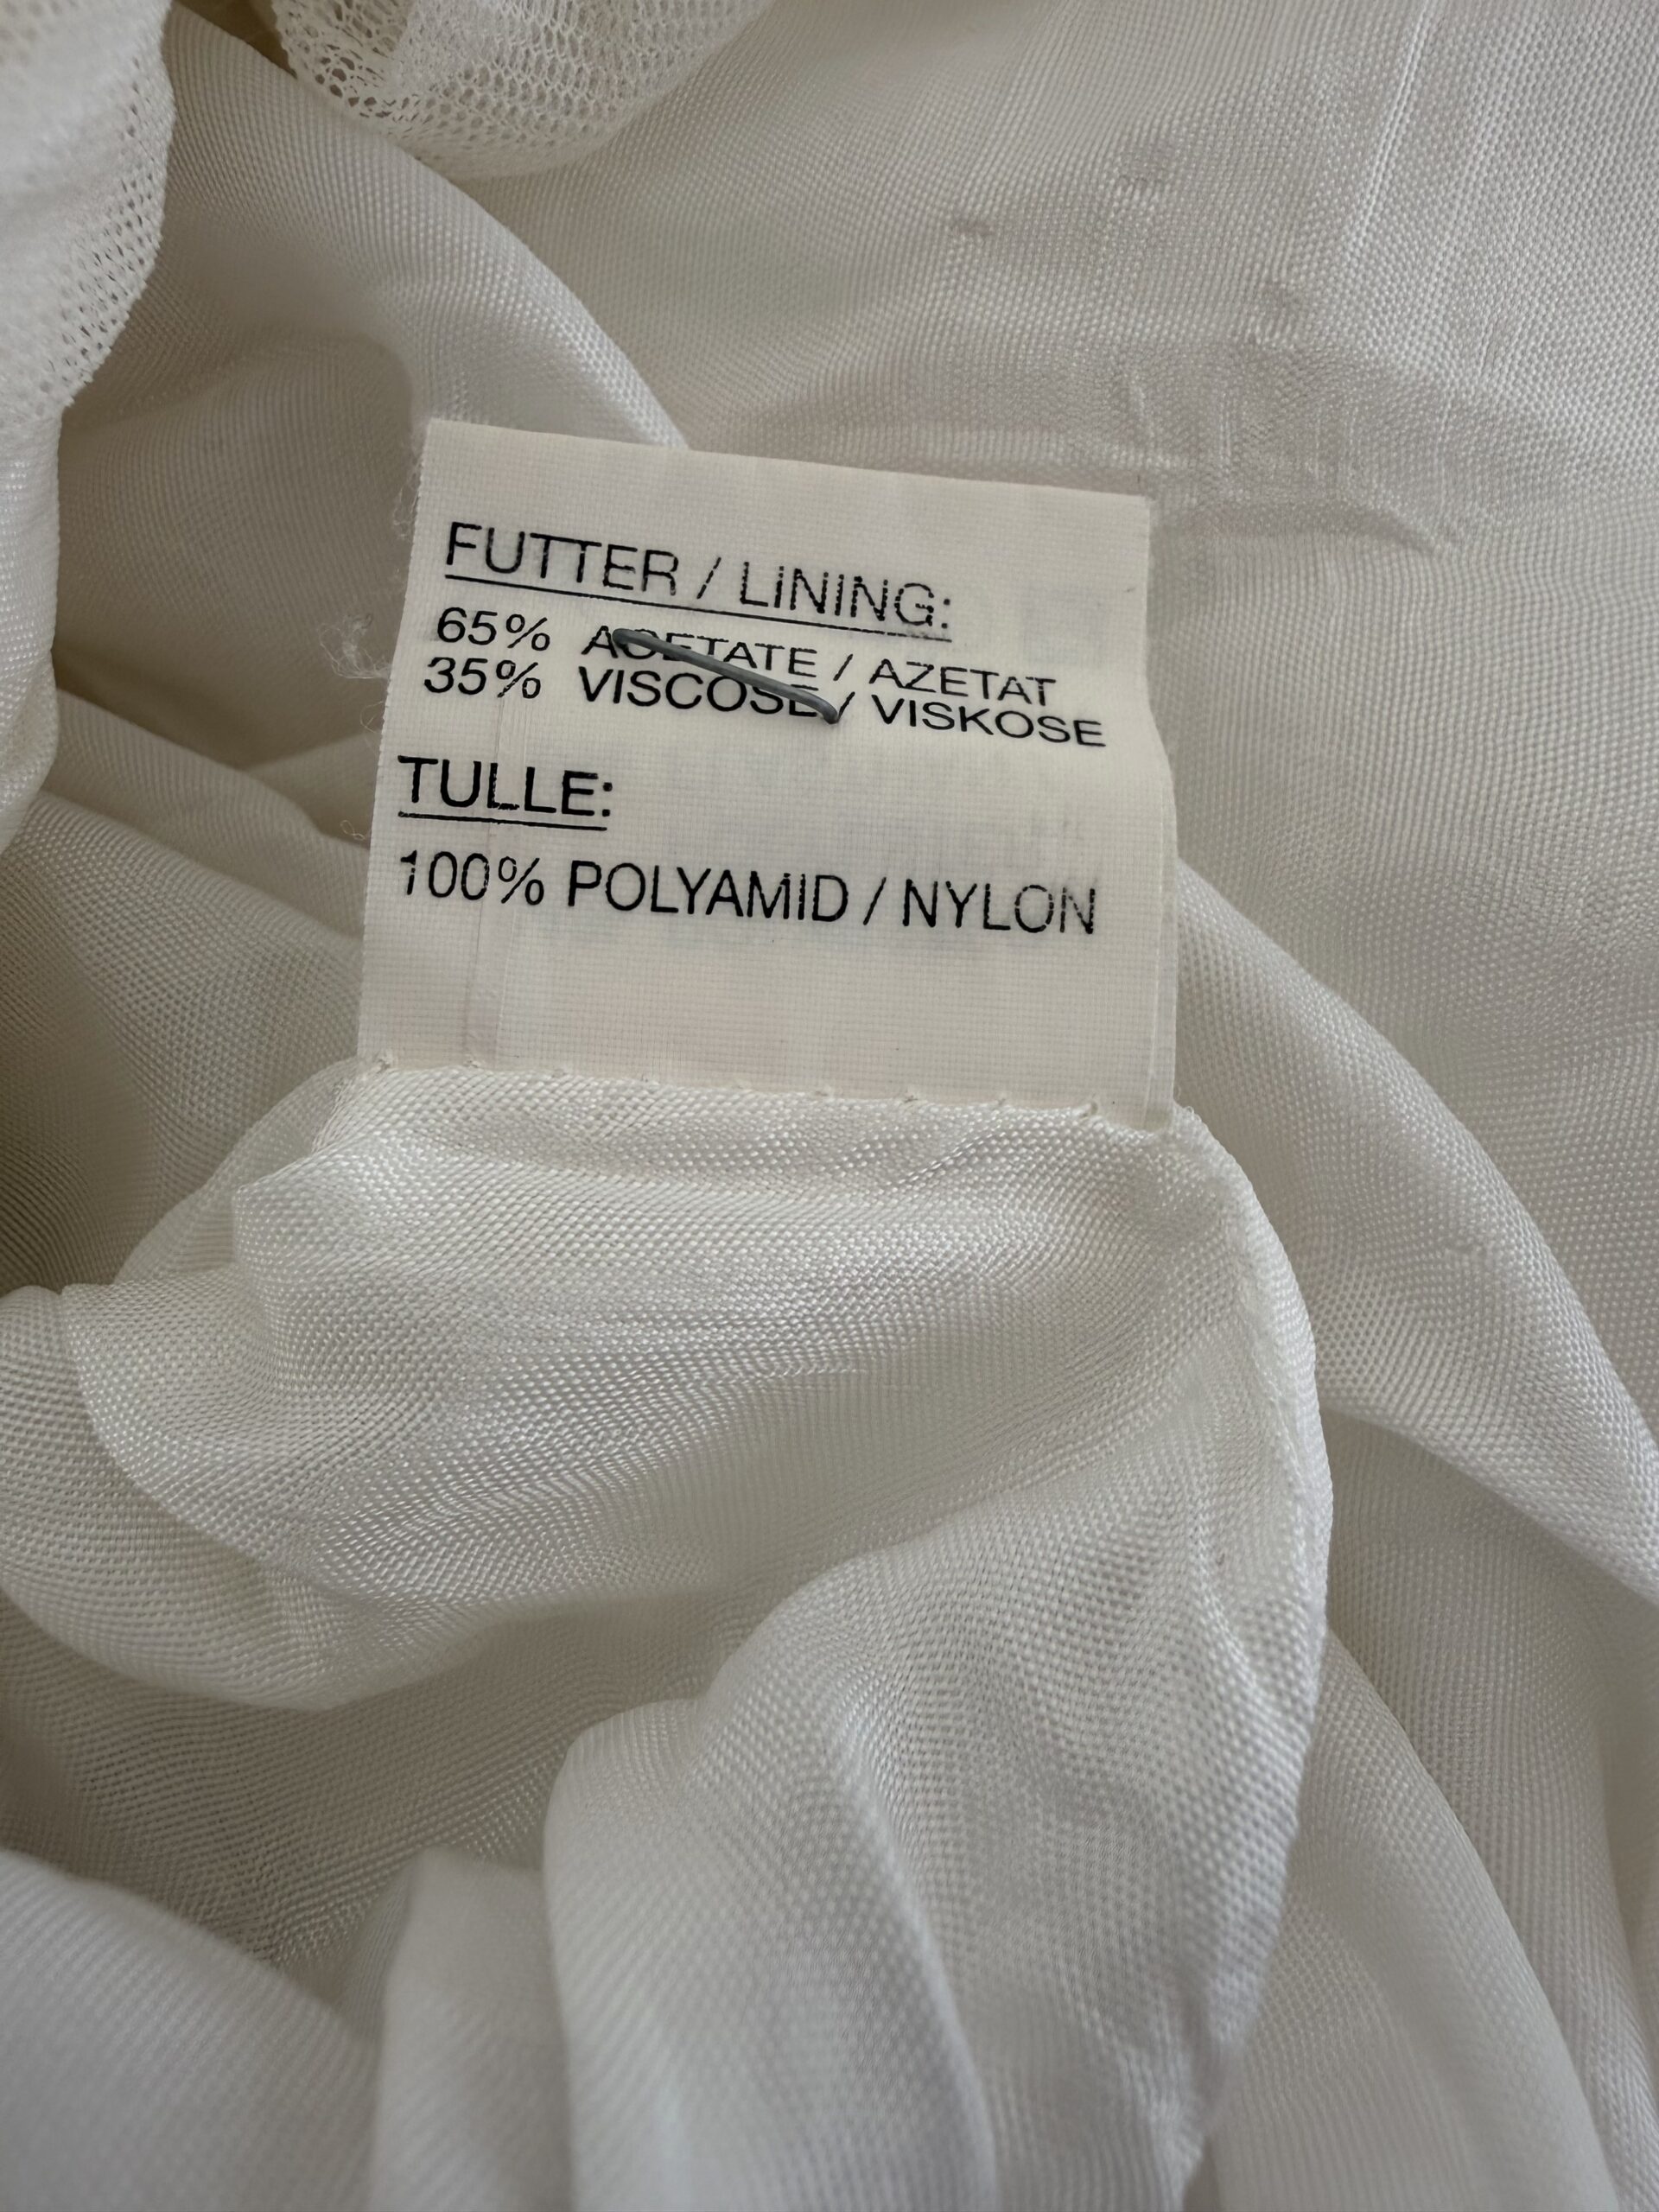 FUTTER / LINING:
65% ACETATE / AZETAT
35% VISCOSE / VISKOSE
TULLE:
100% POLYAMID / NYLON